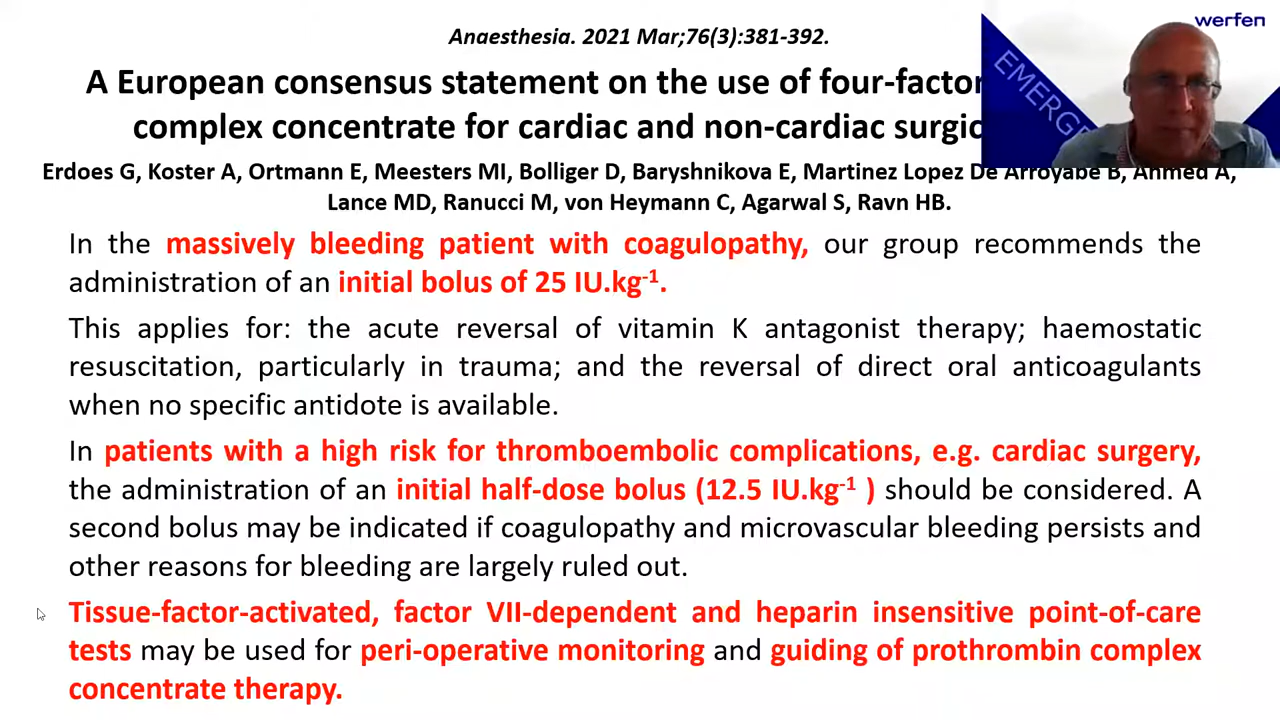 werfen
EMERGE
Anaesthesia. 2021 Mar;76(3):381-392.
A European consensus statement on the use of four-factor
complex concentrate for cardiac and non-cardiac surgic
Erdoes G, Koster A, Ortmann E, Meesters MI, Bolliger D, Baryshnikova E, Martinez Lopez De Arroyabe B, Ahmed A,
Lance MD, Ranucci M, von Heymann C, Agarwal S, Ravn HB.
In the massively bleeding patient with coagulopathy, our group recommends the
administration of an initial bolus of 25 IU.kg⁻¹.
This applies for: the acute reversal of vitamin K antagonist therapy; haemostatic
resuscitation, particularly in trauma; and the reversal of direct oral anticoagulants
when no specific antidote is available.
In patients with a high risk for thromboembolic complications, e.g. cardiac surgery,
the administration of an initial half-dose bolus (12.5 IU.kg⁻¹ ) should be considered. A
second bolus may be indicated if coagulopathy and microvascular bleeding persists and
other reasons for bleeding are largely ruled out.
Tissue-factor-activated, factor VII-dependent and heparin insensitive point-of-care
tests may be used for peri-operative monitoring and guiding of prothrombin complex
concentrate therapy.